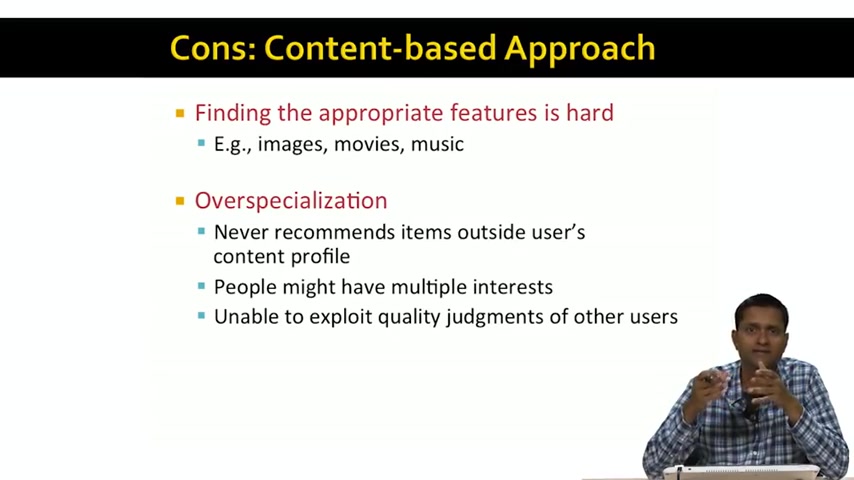 Cons: Content-based Approach
Finding the appropriate features is hard
E.g., images, movies, music
Overspecialization
Never recommends items outside user's
content profile
People might have multiple interests
Unable to exploit quality judgments of other users